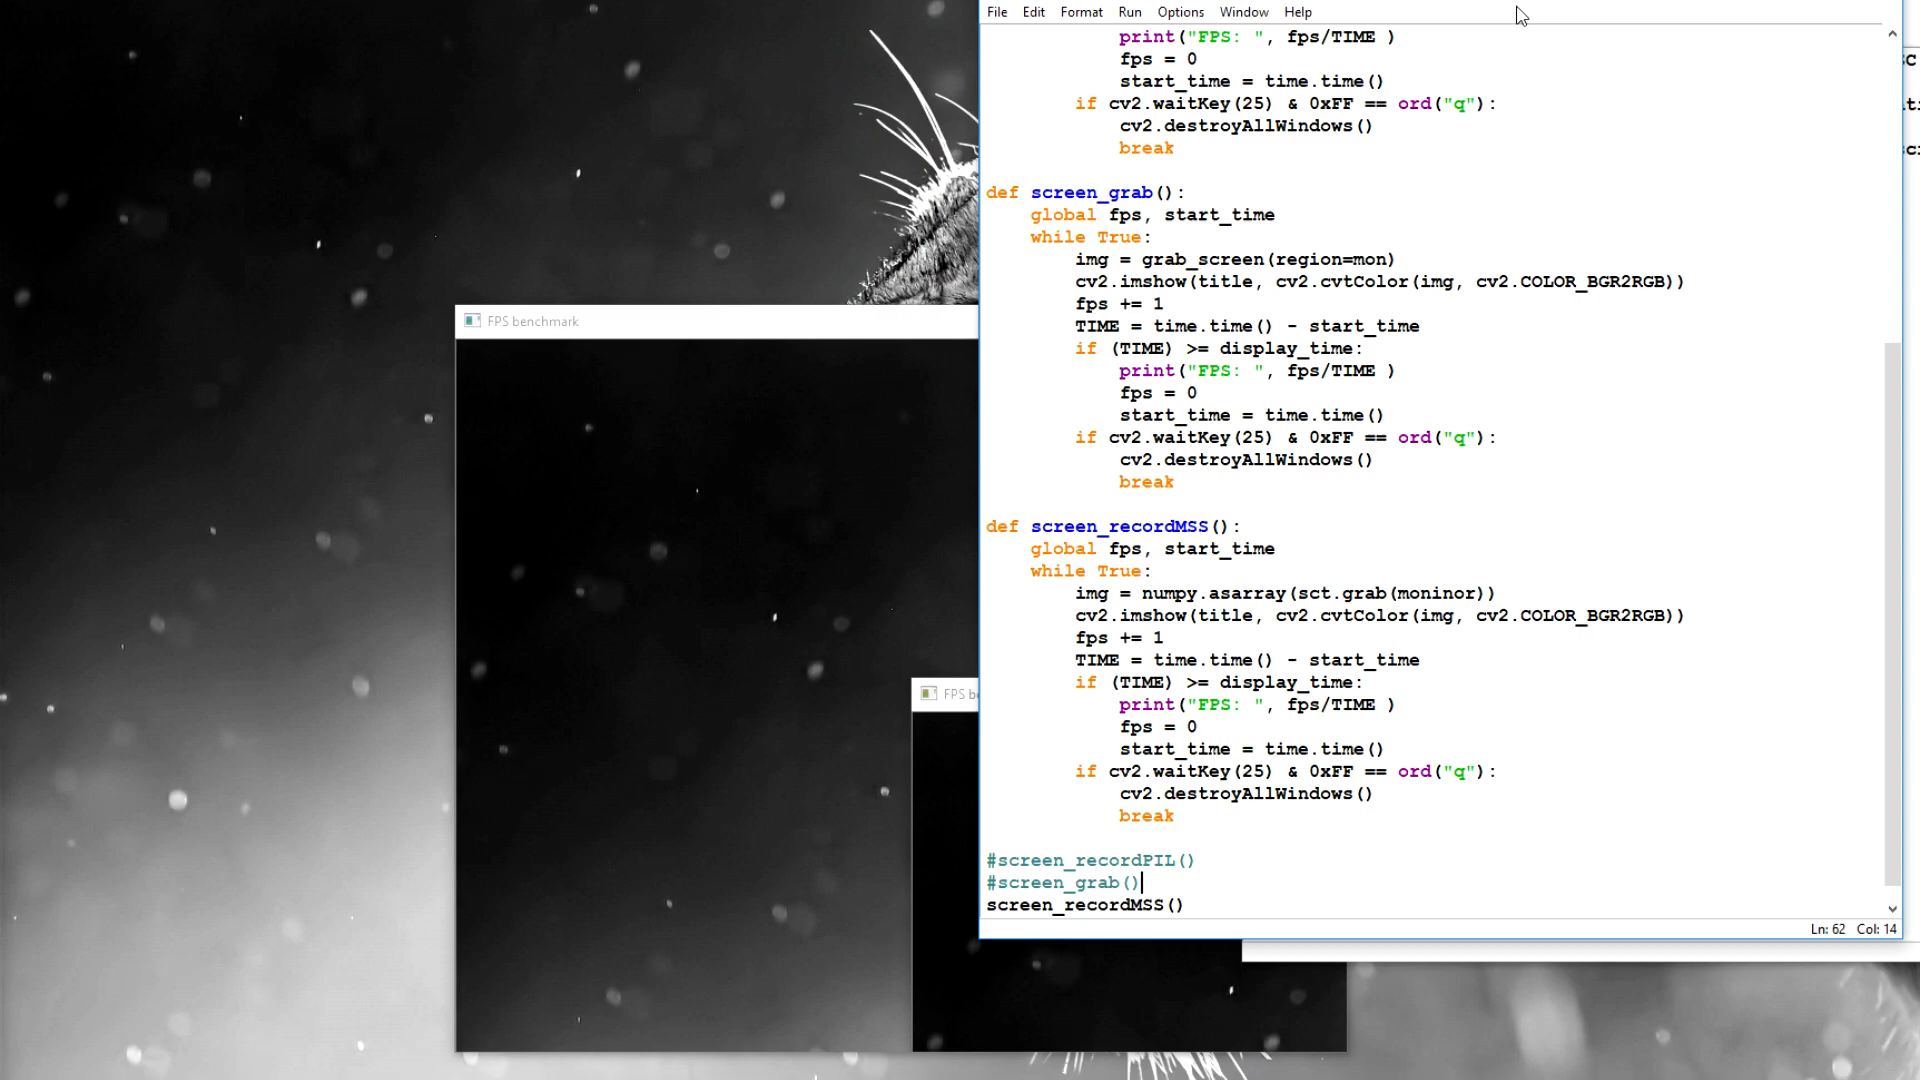 File Edit Format Run Options Window Help
print("FPS: ", fps/TIME )
fps = 0
start_time = time.time()
if cv2.waitKey(25) & 0xFF == ord("q"):
cv2.destroyAllWindows()
break
def screen_grab():
global fps, start_time
while True:
img = grab_screen(region=mon)
cv2.imshow(title, cv2.cvtColor(img, cv2.COLOR_BGR2RGB))
fps += 1
TIME = time.time() - start_time
if (TIME) >= display_time:
print("FPS: ", fps/TIME )
fps = 0
start_time = time.time()
if cv2.waitKey(25) & 0xFF == ord("q"):
cv2.destroyAllWindows()
break
def screen_recordMSS():
global fps, start_time
while True:
img = numpy.asarray(sct.grab(moninor))
cv2.imshow(title, cv2.cvtColor(img, cv2.COLOR_BGR2RGB))
fps += 1
TIME = time.time() - start_time
if (TIME) >= display_time:
print("FPS: ", fps/TIME )
fps = 0
start_time = time.time()
if cv2.waitKey(25) & 0xFF == ord("q"):
cv2.destroyAllWindows()
break
#screen_recordPIL()
#screen_grab()
screen_recordMSS()
Ln: 62 Col: 14
FPS benchmark
FPS